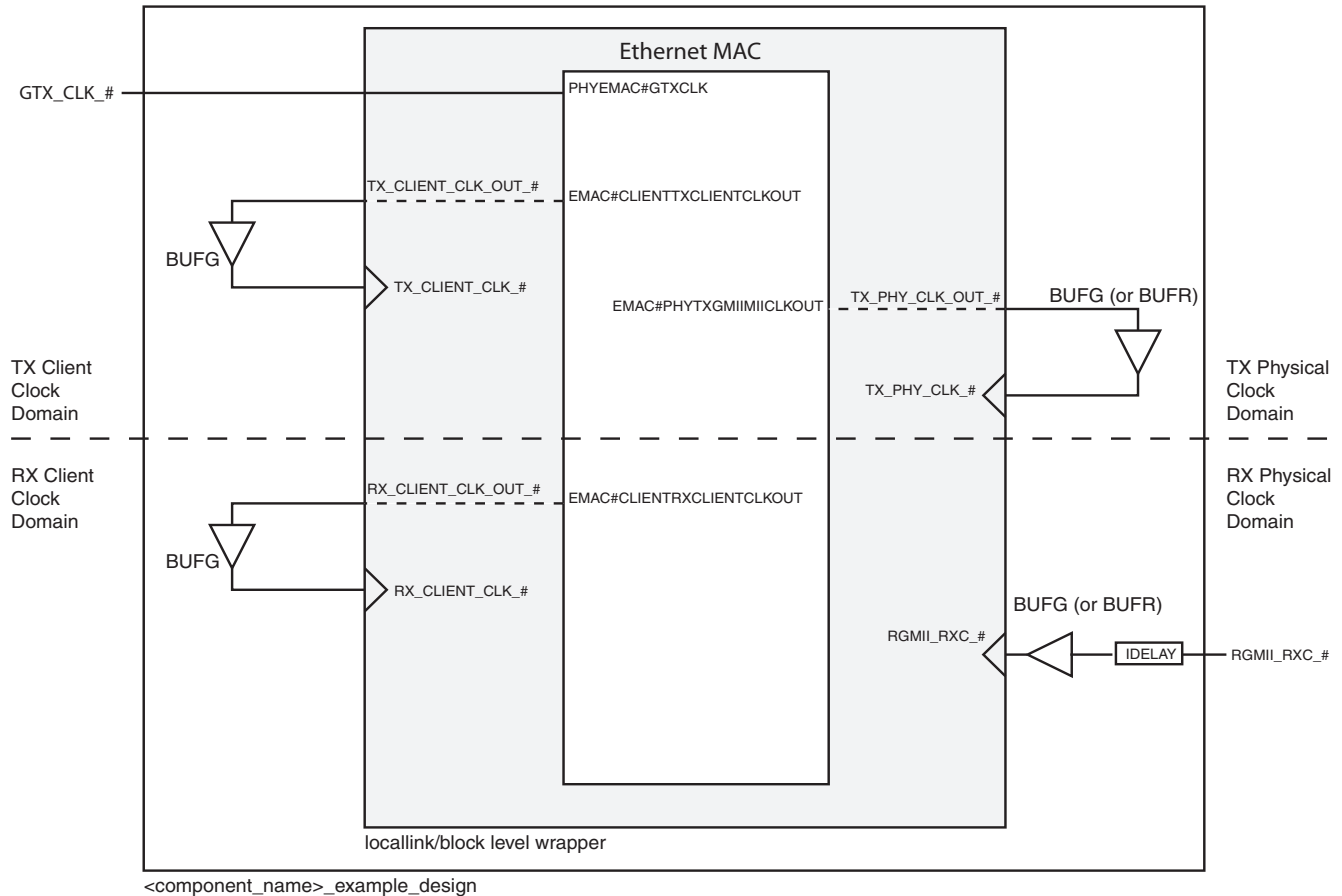 Ethernet MAC
GTX_CLK_#
PHYEMAC#GTXCLK
TX_CLIENT_CLK_OUT_#
EMAC#CLIENTTXCLIENTCLKOUT
BUFG
TX_CLIENT_CLK_#
EMAC#PHYTXGMIIMIICLKOUT
TX_PHY_CLK_OUT_#
BUFG (or BUFR)
TX_PHY_CLK_#
TX Client
Clock
Domain
TX Physical
Clock
Domain
RX Client
Clock
Domain
RX Physical
Clock
Domain
RX_CLIENT_CLK_OUT_#
EMAC#CLIENTRXCLIENTCLKOUT
BUFG
RX_CLIENT_CLK_#
BUFG (or BUFR)
RGMII_RXC_#
IDELAY
RGMII_RXC_#
locallink/block level wrapper
<component_name>_example_design